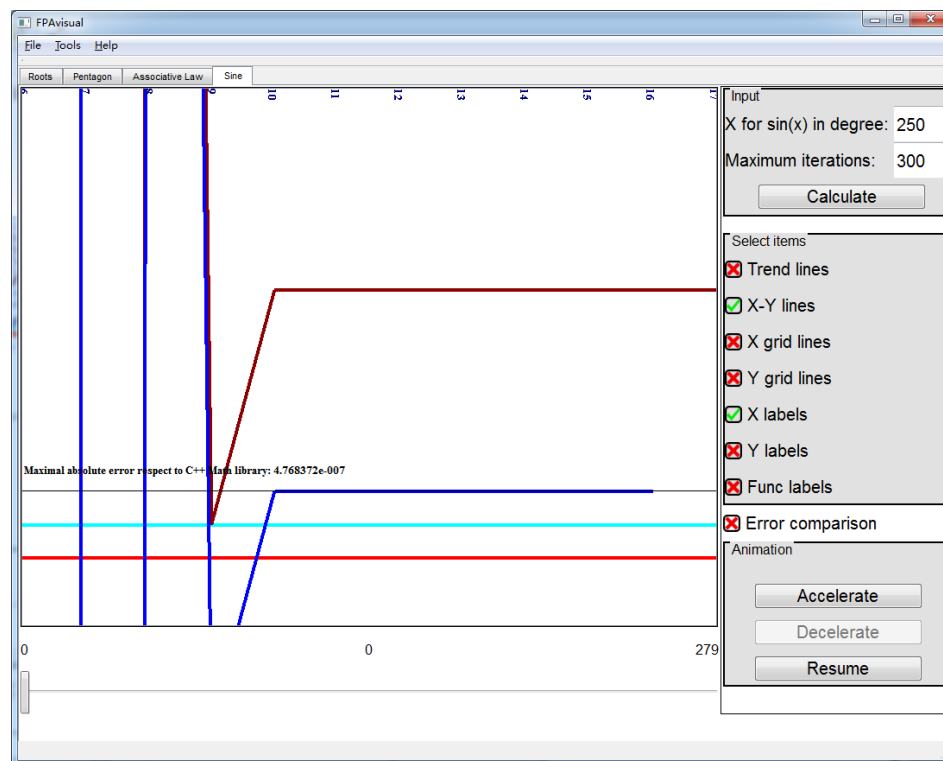 FPAvisual
File Tools Help
Roots Pentagon Associative Law Sine
6 7 8 9 10 11 12 13 14 15 16 17
Maximal absolute error respect to C++ Math library: 4.768372e-007
0 0 279
Input
X for sin(x) in degree: 250
Maximum iterations: 300
Calculate
Select items
Trend lines
X-Y lines
X grid lines
Y grid lines
X labels
Y labels
Func labels
Error comparison
Animation
Accelerate
Decelerate
Resume